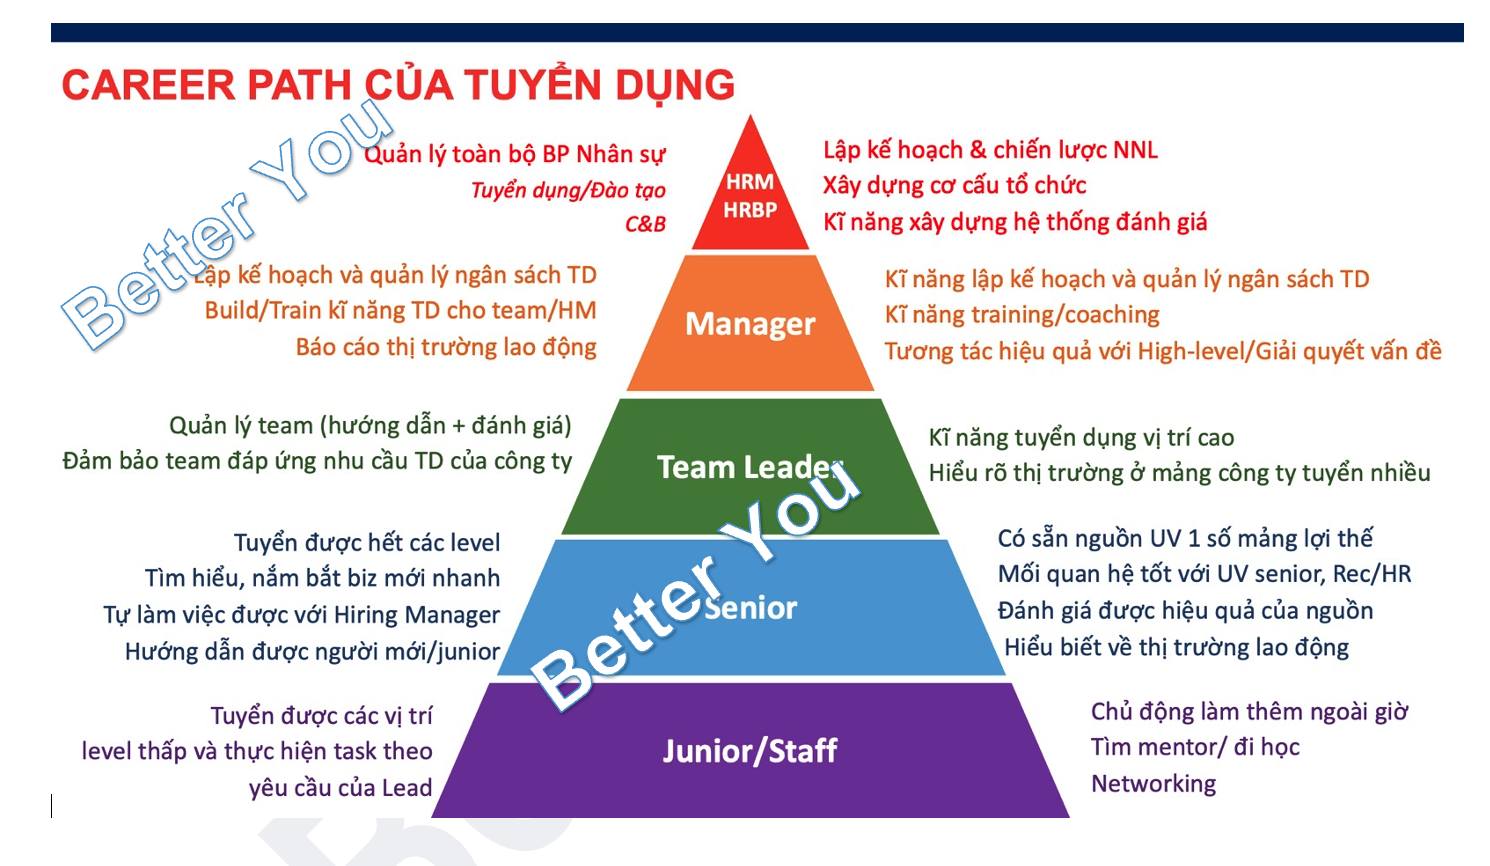 CAREER PATH CỦA TUYỂN DỤNG
Quản lý toàn bộ BP Nhân sự
Tuyển dụng/Đào tạo
C&B
HRM
HRBP
Lập kế hoạch & chiến lược NNL
Xây dựng cơ cấu tổ chức
Kĩ năng xây dựng hệ thống đánh giá
Better You
Lập kế hoạch và quản lý ngân sách TD
Build/Train kĩ năng TD cho team/HM
Báo cáo thị trường lao động
Manager
Kĩ năng lập kế hoạch và quản lý ngân sách TD
Kĩ năng training/coaching
Tương tác hiệu quả với High-level/Giải quyết vấn đề
Quản lý team (hướng dẫn + đánh giá)
Đảm bảo team đáp ứng nhu cầu TD của công ty
Team Leader
Kĩ năng tuyển dụng vị trí cao
Hiểu rõ thị trường ở mảng công ty tuyển nhiều
Better You
Tuyển được hết các level
Tìm hiểu, nắm bắt biz mới nhanh
Tự làm việc được với Hiring Manager
Hướng dẫn được người mới/junior
Senior
Có sẵn nguồn UV 1 số mảng lợi thế
Mối quan hệ tốt với UV senior, Rec/HR
Đánh giá được hiệu quả của nguồn
Hiểu biết về thị trường lao động
Tuyển được các vị trí
level thấp và thực hiện task theo
yêu cầu của Lead
Junior/Staff
Chủ động làm thêm ngoài giờ
Tìm mentor/ đi học
Networking